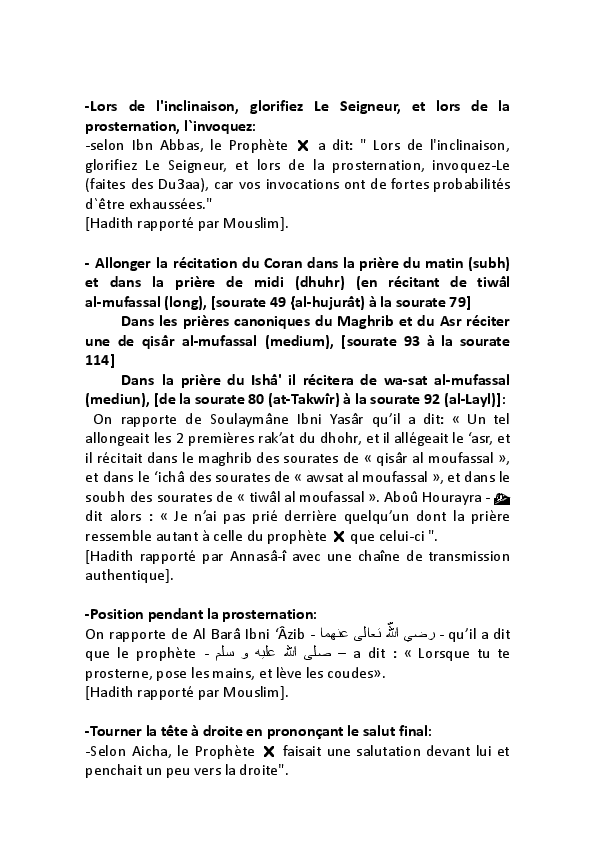 -Lors de l'inclinaison, glorifiez Le Seigneur, et lors de la
prosternation, l`invoquez:
-selon Ibn Abbas, le Prophète a dit: " Lors de l'inclinaison,
glorifiez Le Seigneur, et lors de la prosternation, invoquez-Le
(faites des Du3aa), car vos invocations ont de fortes probabilités
d`être exhaussées."
[Hadith rapporté par Mouslim].
- Allonger la récitation du Coran dans la prière du matin (subh)
et dans la prière de midi (dhuhr) (en récitant de tiwâl
al-mufassal (long), [sourate 49 {al-hujurât) à la sourate 79]
Dans les prières canoniques du Maghrib et du Asr réciter
une de qisâr al-mufassal (medium), [sourate 93 à la sourate
114]
Dans la prière du Ishâ' il récitera de wa-sat al-mufassal
(mediun), [de la sourate 80 (at-Takwîr) à la sourate 92 (al-Layl)]:
On rapporte de Soulaymâne Ibni Yasâr qu’il a dit: « Un tel
allongeait les 2 premières rak’at du dhohr, et il allégeait le ‘asr, et
il récitait dans le maghrib des sourates de « qisâr al moufassal »,
et dans le ‘ichâ des sourates de « awsat al moufassal », et dans le
soubh des sourates de « tiwâl al moufassal ». Aboû Hourayra -
dit alors : « Je n’ai pas prié derrière quelqu’un dont la prière
ressemble autant à celle du prophète que celui-ci ".
[Hadith rapporté par Annasâ-î avec une chaîne de transmission
authentique].
-Position pendant la prosternation:
On rapporte de Al Barâ Ibni ‘Âzib - رضي الله تعالى عنهما - qu’il a dit
que le prophète - صلى الله عليه و سلم – a dit : « Lorsque tu te
prosterne, pose les mains, et lève les coudes».
[Hadith rapporté par Mouslim].
-Tourner la tête à droite en prononçant le salut final:
-Selon Aicha, le Prophète faisait une salutation devant lui et
penchait un peu vers la droite".